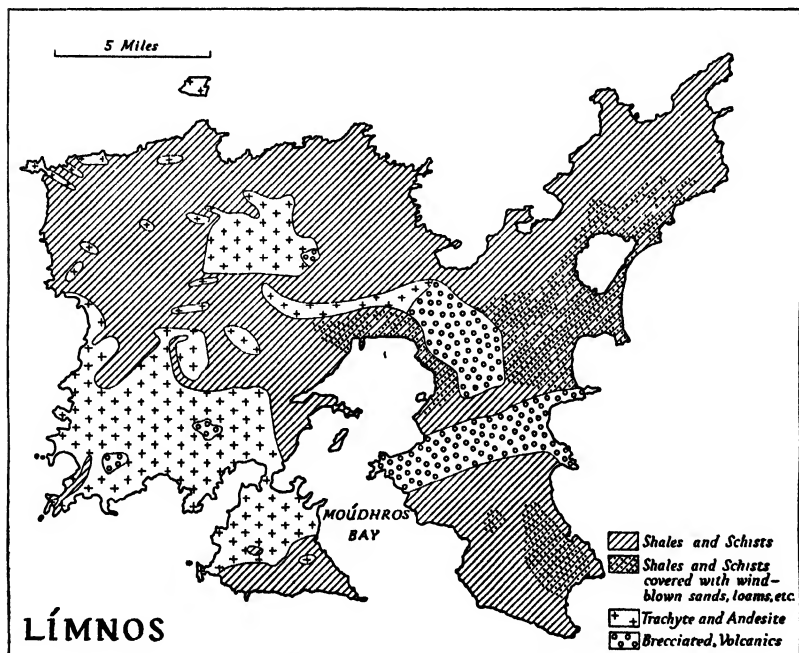 5 Miles
MOÚDHROS
BAY
Shales and Schists
Shales and Schists
covered with wind-
blown sands, loams, etc.
Trachyte and Andesite
Brecciated, Volcanics
LÍMNOS